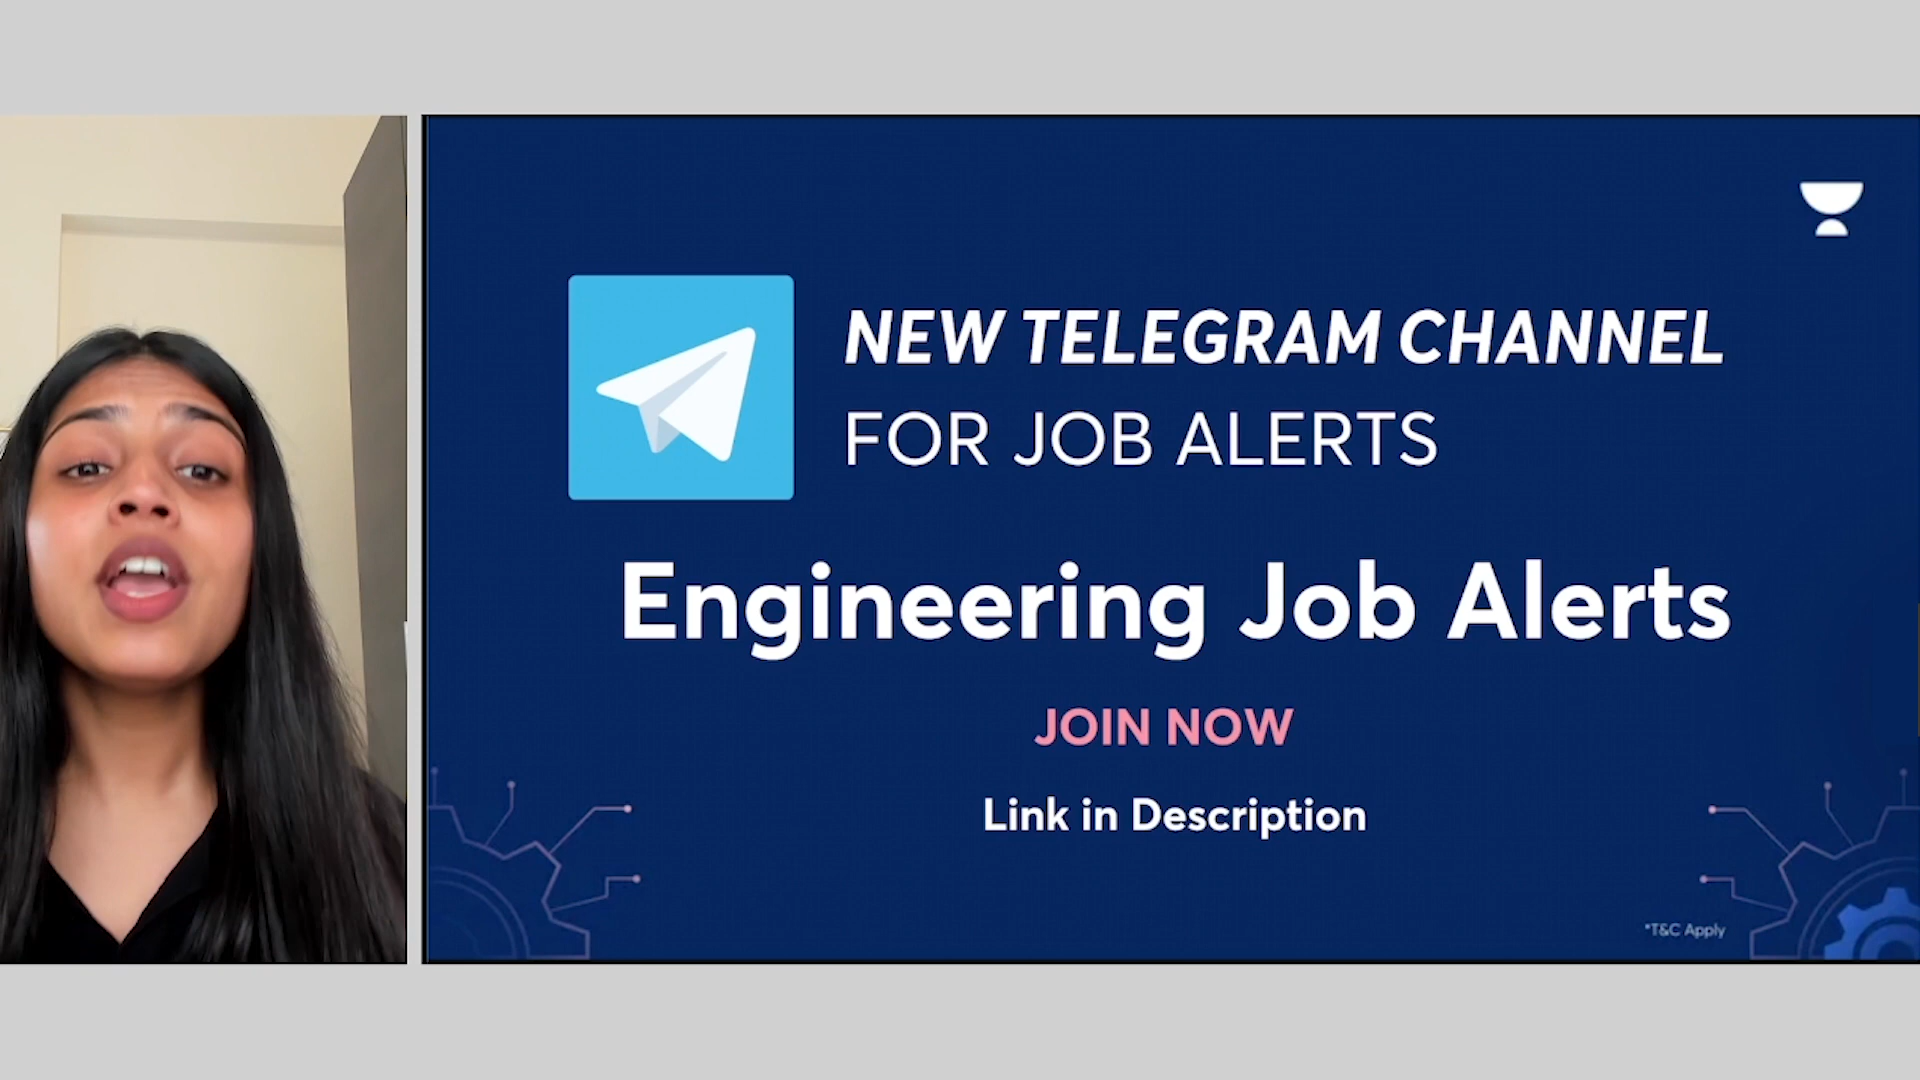 NEW TELEGRAM CHANNEL
FOR JOB ALERTS
Engineering Job Alerts
JOIN NOW
Link in Description
*T&C Apply